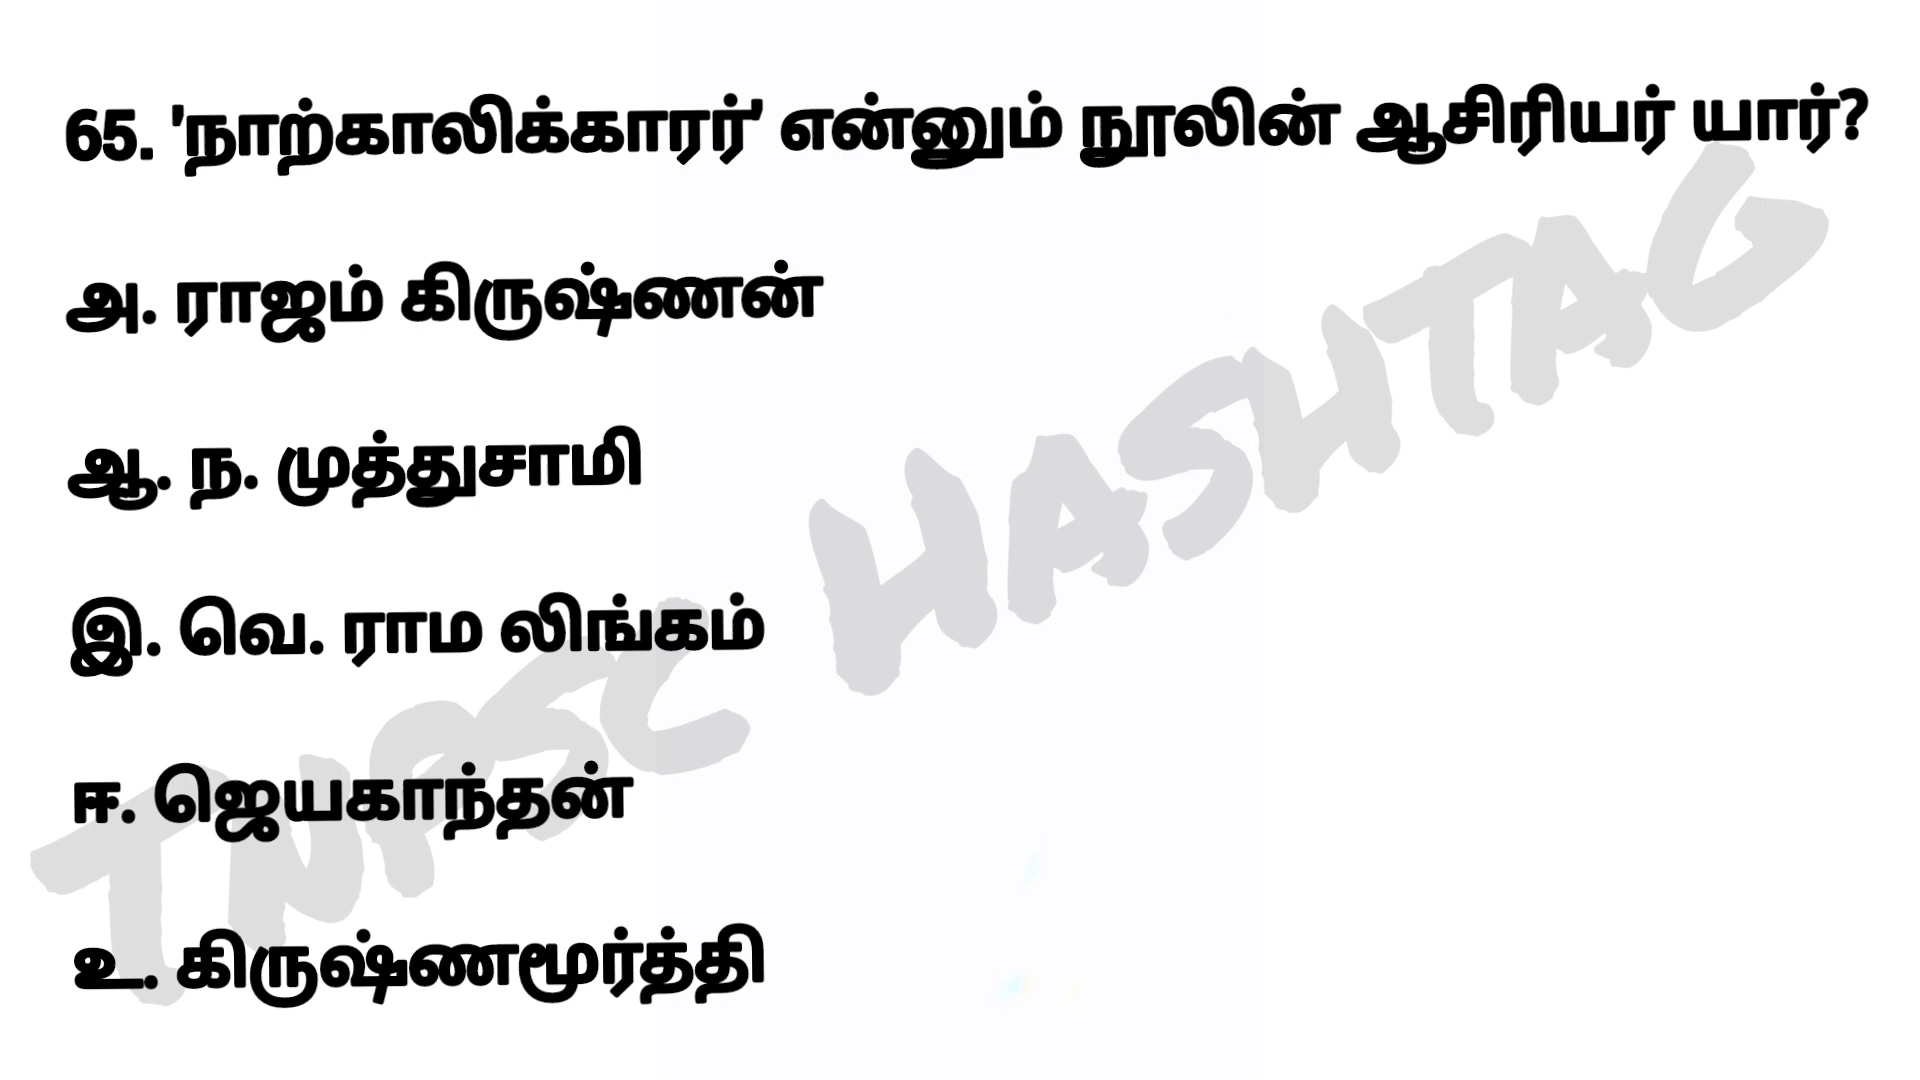 65. 'நாற்காலிக்காரர்' என்னும் நூலின் ஆசிரியர் யார்?
அ. ராஜம் கிருஷ்ணன்
ஆ. ந. முத்துசாமி
இ. வெ. ராம லிங்கம்
ஈ. ஜெயகாந்தன்
உ. கிருஷ்ணமூர்த்தி
TNPSC HASHTAG